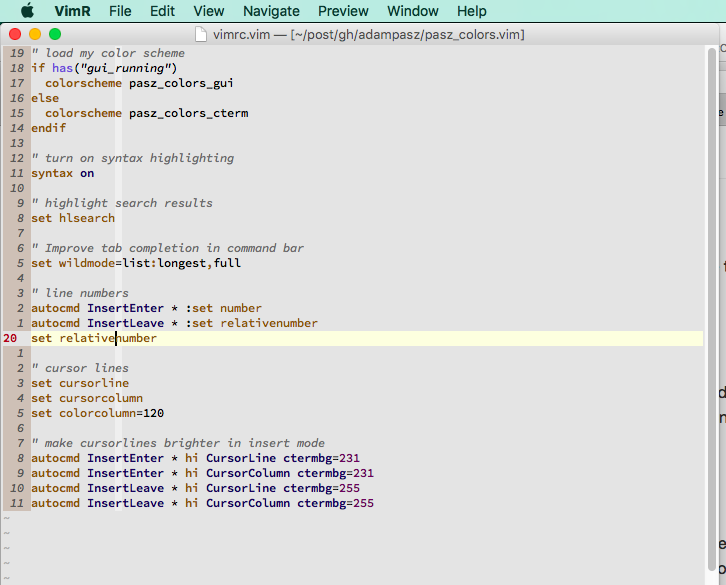 VimR File Edit View Navigate Preview Window Help
vimrc.vim — [~/post/gh/adampasz/pasz_colors.vim]
19 " load my color scheme
18 if has("gui_running")
17   colorscheme pasz_colors_gui
16 else
15   colorscheme pasz_colors_cterm
14 endif
13
12 " turn on syntax highlighting
11 syntax on
10
9 " highlight search results
8 set hlsearch
7
6 " Improve tab completion in command bar
5 set wildmode=list:longest,full
4
3 " line numbers
2 autocmd InsertEnter * :set number
1 autocmd InsertLeave * :set relativenumber
20 set relativenumber
1
2 " cursor lines
3 set cursorline
4 set cursorcolumn
5 set colorcolumn=120
6
7 " make cursorlines brighter in insert mode
8 autocmd InsertEnter * hi CursorLine ctermbg=231
9 autocmd InsertEnter * hi CursorColumn ctermbg=231
10 autocmd InsertLeave * hi CursorLine ctermbg=255
11 autocmd InsertLeave * hi CursorColumn ctermbg=255
~
~
~
~
~